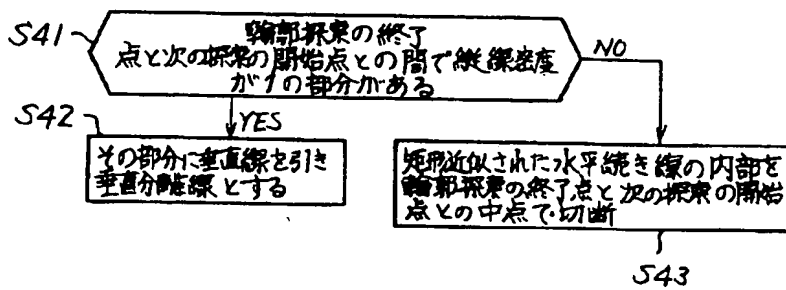 S41
輪郭探索の終了
点と次の探索の開始点との間で縦線密度
が1の部分がある
NO
S42
YES
その部分に垂直線を引き
垂直分離線とする
矩形近似された水平続き線の内部を
輪郭探索の終了点と次の探索の開始
点との中点で切断
S43